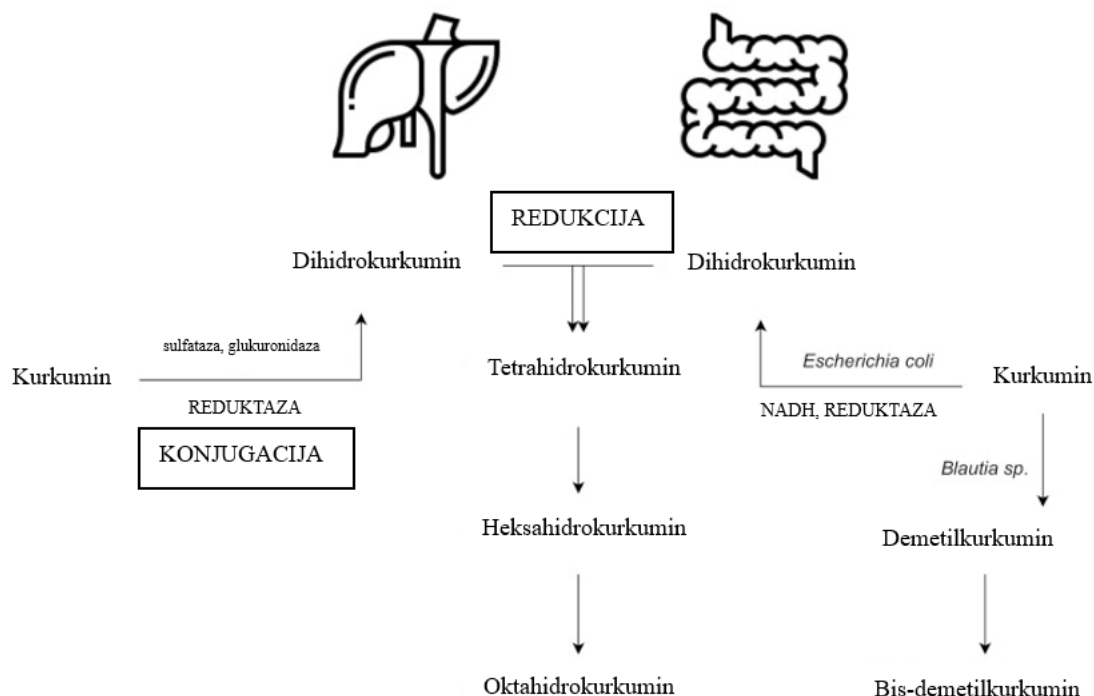 REDUKCIJA
Dihidrokurkumin
Dihidrokurkumin
sulfataza, glukuronidaza
Kurkumin
REDUKTAZA
KONJUGACIJA
Tetrahidrokurkumin
Escherichia coli
Kurkumin
NADH, REDUKTAZA
Blautia sp.
Heksahidrokurkumin
Demetilkurkumin
Oktahidrokurkumin
Bis-demetilkurkumin